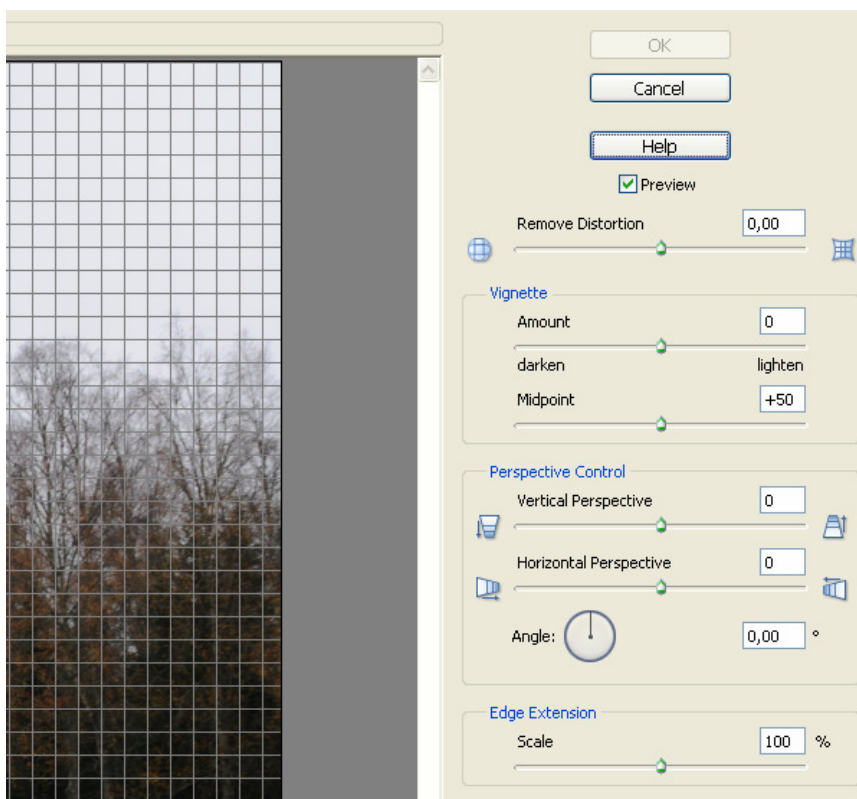 OK
Cancel
Help
Preview
Remove Distortion 0,00
Vignette
Amount 0
darken lighten
Midpoint +50
Perspective Control
Vertical Perspective 0
Horizontal Perspective 0
Angle: 0,00 °
Edge Extension
Scale 100 %